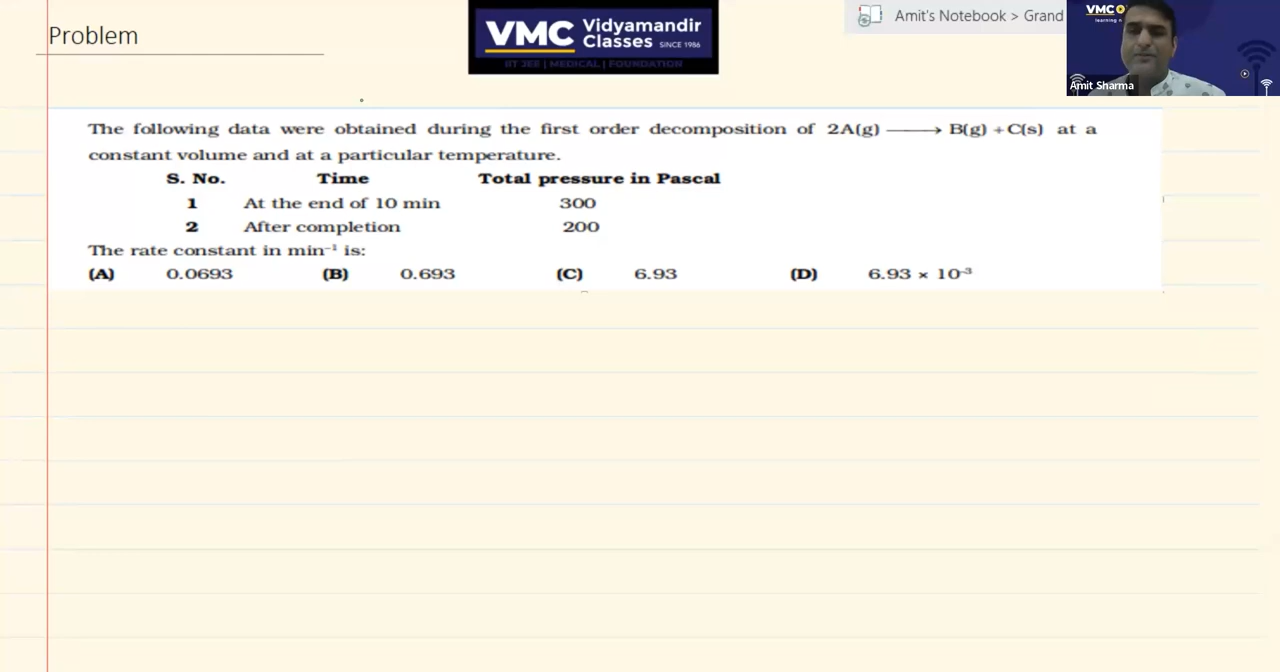 Problem
VMC Vidyamandir Classes SINCE 1986
IIT JEE | MEDICAL | FOUNDATION
Amit's Notebook > Grand
VMC
Amit Sharma
The following data were obtained during the first order decomposition of 2A(g) ⟶ B(g) + C(s) at a
constant volume and at a particular temperature.
S. No. Time Total pressure in Pascal
1 At the end of 10 min 300
2 After completion 200
The rate constant in min⁻¹ is:
(A) 0.0693 (B) 0.693 (C) 6.93 (D) 6.93 × 10⁻³